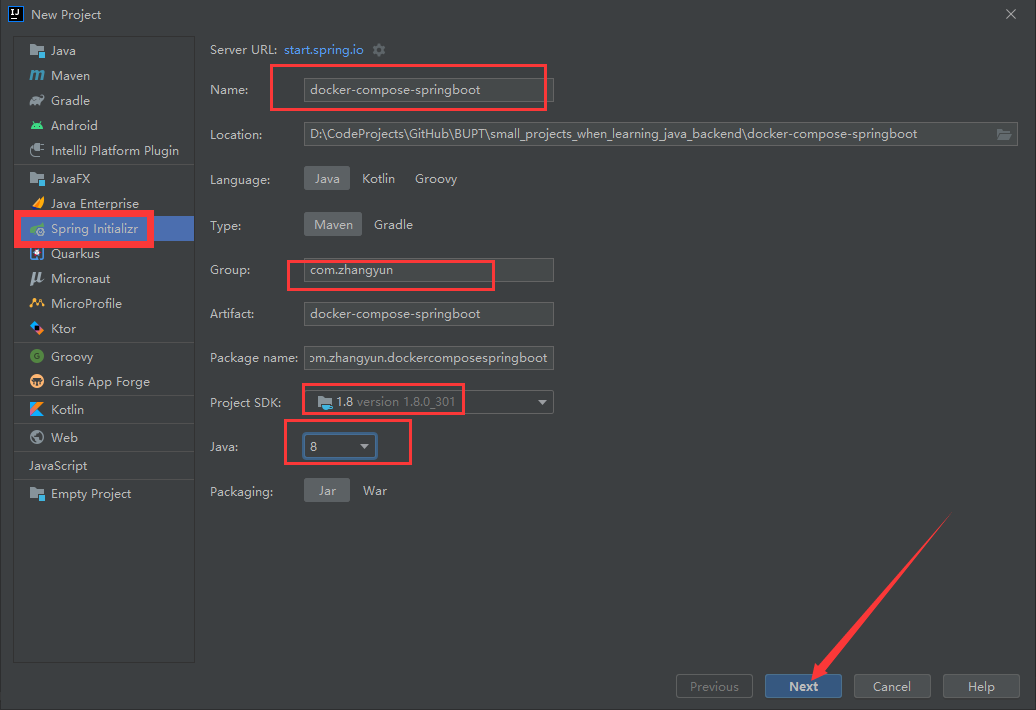 New Project
Java
Maven
Gradle
Android
IntelliJ Platform Plugin
JavaFX
Java Enterprise
Spring Initializr
Quarkus
Micronaut
MicroProfile
Ktor
Groovy
Grails App Forge
Kotlin
Web
JavaScript
Empty Project
Server URL: start.spring.io
Name: docker-compose-springboot
Location: D:\CodeProjects\GitHub\BUPT\small_projects_when_learning_java_backend\docker-compose-springboot
Language: Java Kotlin Groovy
Type: Maven Gradle
Group: com.zhangyun
Artifact: docker-compose-springboot
Package name: om.zhangyun.dockercomposespringboot
Project SDK: 1.8 version 1.8.0_301
Java: 8
Packaging: Jar War
Previous Next Cancel Help